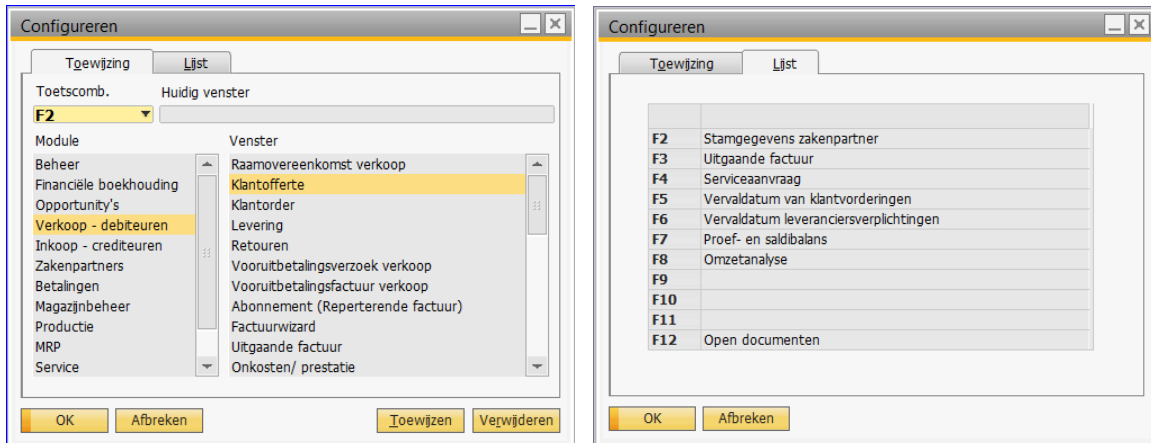 Configureren
Toewijzing Lijst
Toetscomb. Huidig venster
F2
Module Venster
Beheer Raamovereenkomst verkoop
Financiële boekhouding Klantofferte
Opportunity's Klantorder
Verkoop - debiteuren Levering
Inkoop - crediteuren Retouren
Zakenpartners Vooruitbetalingsverzoek verkoop
Betalingen Vooruitbetalingsfactuur verkoop
Magazijnbeheer Abonnement (Reperterende factuur)
Productie Factuurwizard
MRP Uitgaande factuur
Service Onkosten/ prestatie
OK Afbreken Toewijzen Verwijderen
Configureren
Toewijzing Lijst
F2 Stamgegevens zakenpartner
F3 Uitgaande factuur
F4 Serviceaanvraag
F5 Vervaldatum van klantvorderingen
F6 Vervaldatum leveranciersverplichtingen
F7 Proef- en saldibalans
F8 Omzetanalyse
F9
F10
F11
F12 Open documenten
OK Afbreken